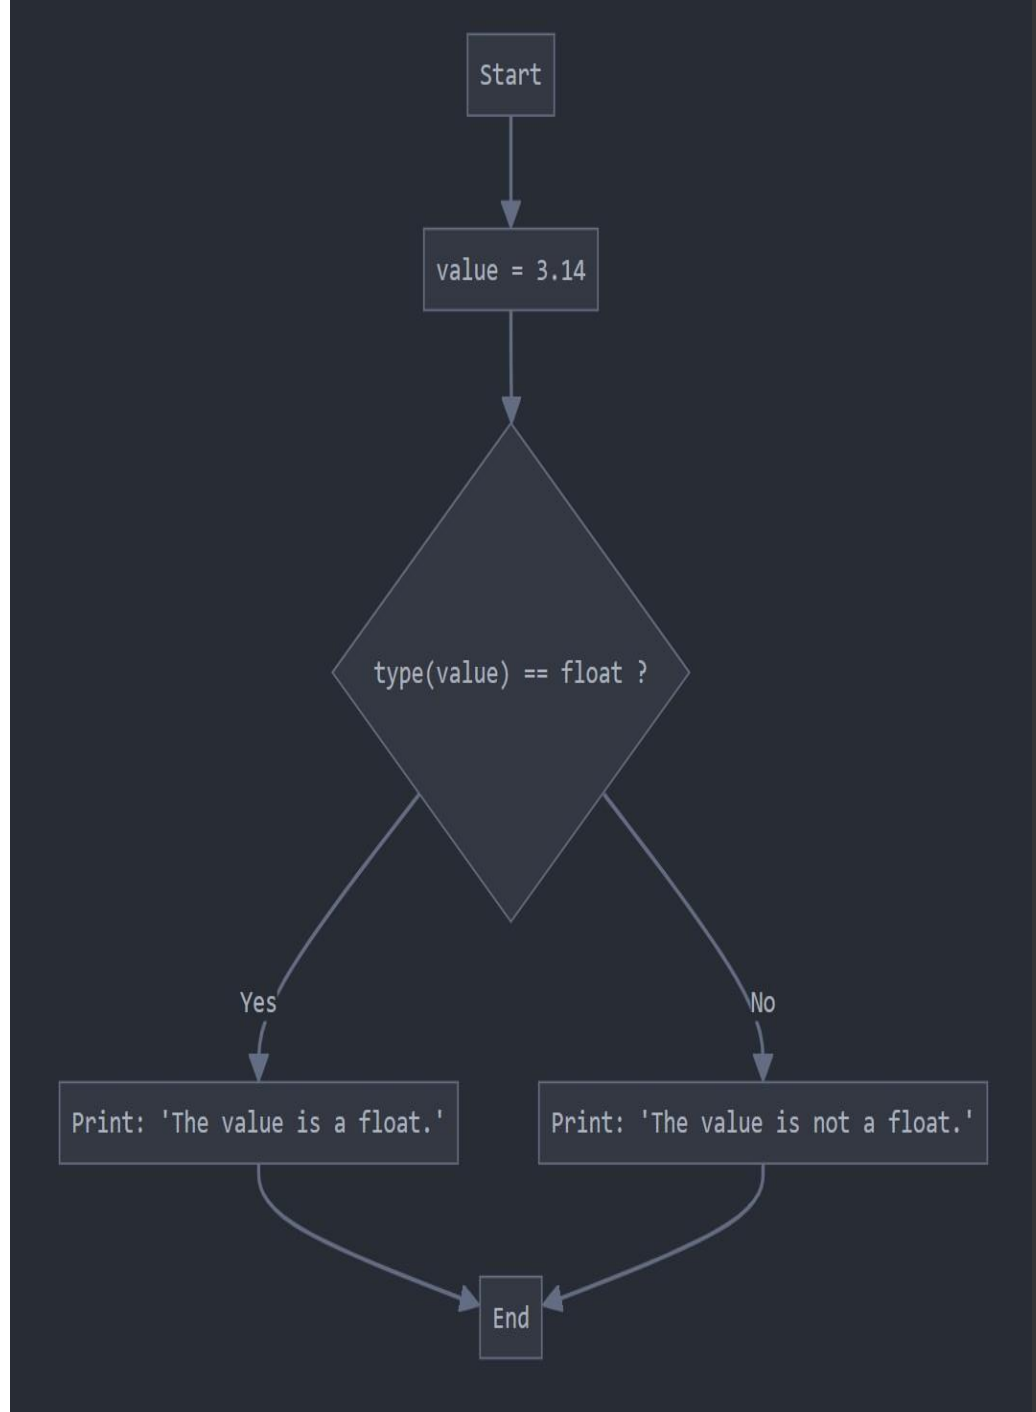 Start
value = 3.14
type(value) == float ?
Yes
No
Print: 'The value is a float.'
Print: 'The value is not a float.'
End